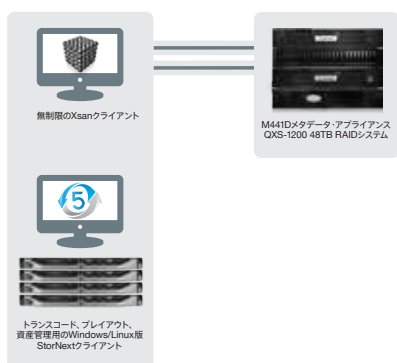 無制限のXsanクライアント
M441Dメタデータ・アプライアンス
QXS-1200 48TB RAIDシステム
5
トランスコード、プレイアウト、
資産管理用のWindows/Linux版
StorNextクライアント